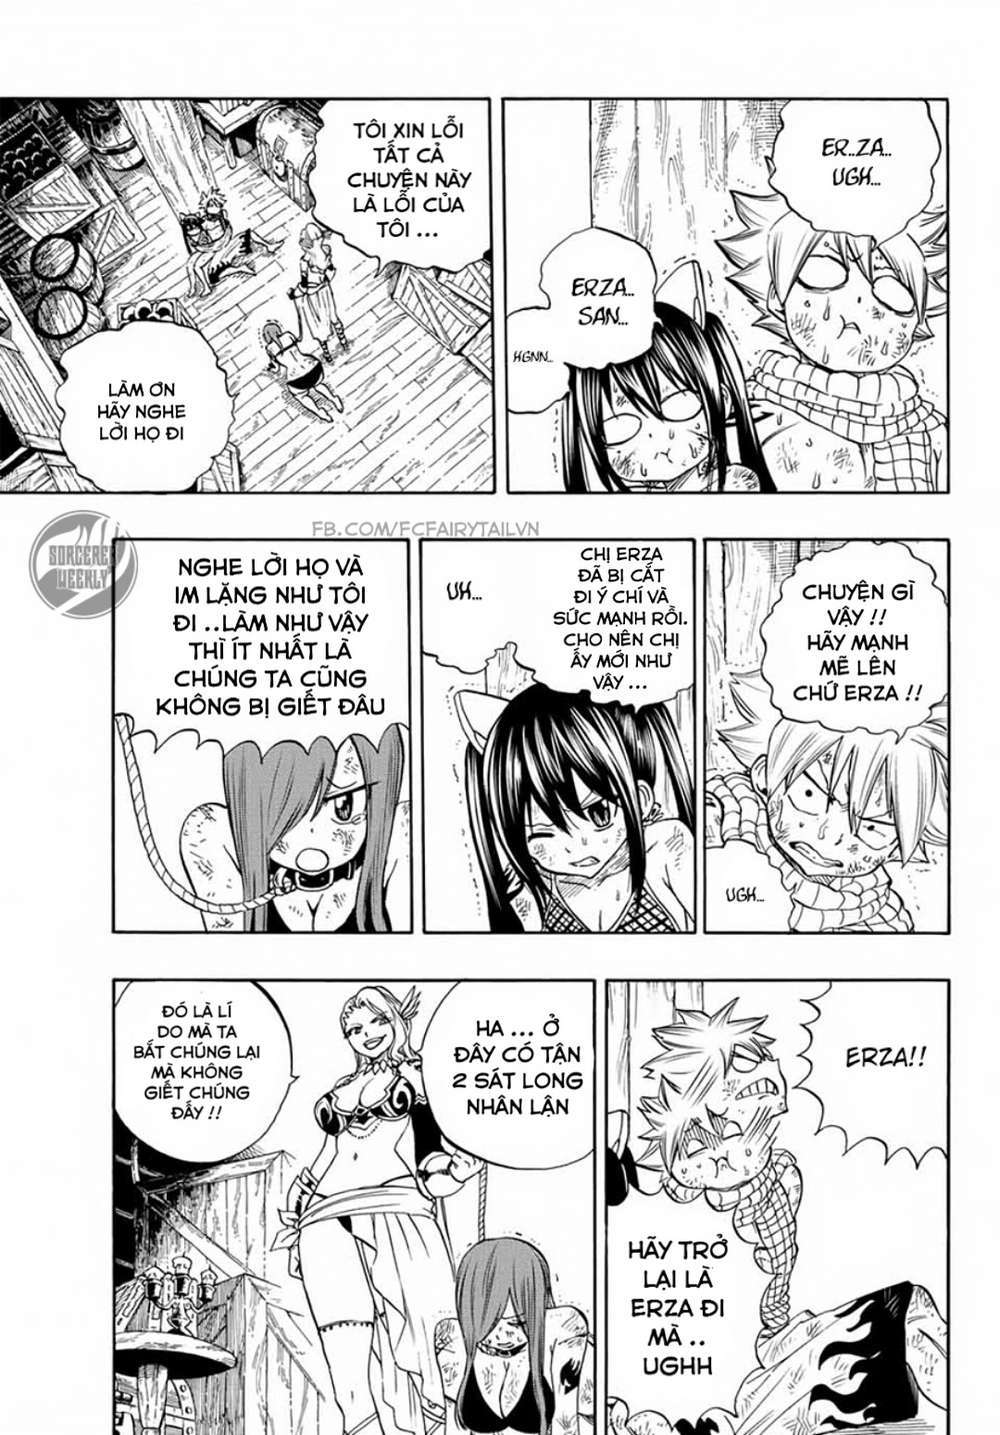 ER..ZA...
UGH...
ERZA...
SAN...
HGNN...
TÔI XIN LỖI
TẤT CẢ
CHUYỆN NÀY
LÀ LỖI CỦA
TÔI ...
LÀM ƠN
HÃY NGHE
LỜI HỌ ĐI
FB.COM/FCFAIRYTAILVN
SORCERER
WEEKLY
CHUYỆN GÌ
VẬY !!
HÃY MẠNH
MẼ LÊN
CHỨ ERZA !!
UGH...
CHỊ ERZA
ĐÃ BỊ CẮT
ĐI Ý CHÍ VÀ
SỨC MẠNH RỒI.
CHO NÊN CHỊ
ẤY MỚI NHƯ
VẬY ...
UH...
NGHE LỜI HỌ VÀ
IM LẶNG NHƯ TÔI
ĐI ..LÀM NHƯ VẬY
THÌ ÍT NHẤT LÀ
CHÚNG TA CŨNG
KHÔNG BỊ GIẾT ĐÂU
ERZA!!
HÃY TRỞ
LẠI LÀ
ERZA ĐI
MÀ ..
UGHH
HA ... Ở
ĐÂY CÓ TẬN
2 SÁT LONG
NHÂN LẬN
ĐÓ LÀ LÍ
DO MÀ TA
BẮT CHÚNG LẠI
MÀ KHÔNG
GIẾT CHÚNG
ĐẤY !!